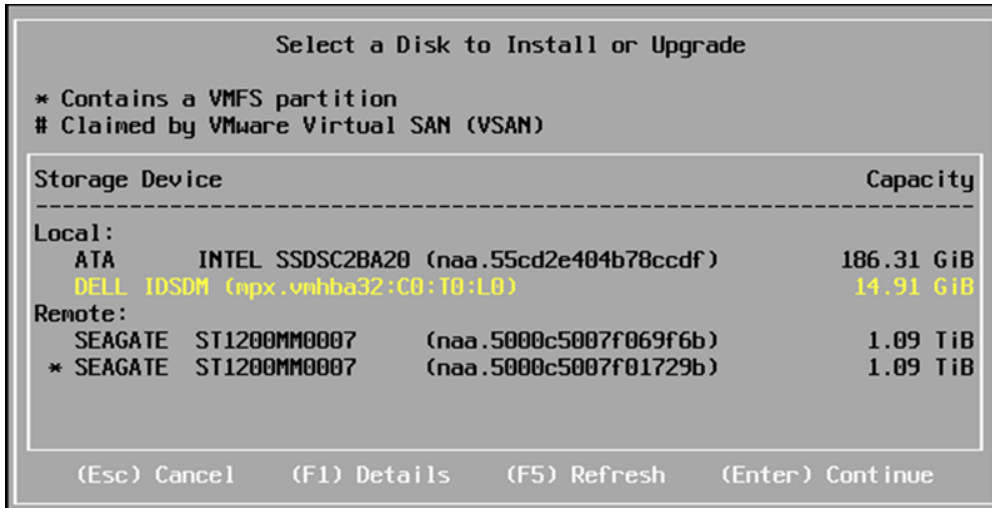 Select a Disk to Install or Upgrade
* Contains a VMFS partition
# Claimed by VMware Virtual SAN (VSAN)
Storage Device Capacity
--------------------------------------------------------------------------------
Local:
ATA INTEL SSDSC2BA20 (naa.55cd2e404b78ccdf) 186.31 GiB
DELL IDSDM (mpx.vmhba32:C0:T0:L0) 14.91 GiB
Remote:
SEAGATE ST1200MM0007 (naa.5000c5007f069f6b) 1.09 TiB
* SEAGATE ST1200MM0007 (naa.5000c5007f01729b) 1.09 TiB
(Esc) Cancel (F1) Details (F5) Refresh (Enter) Continue